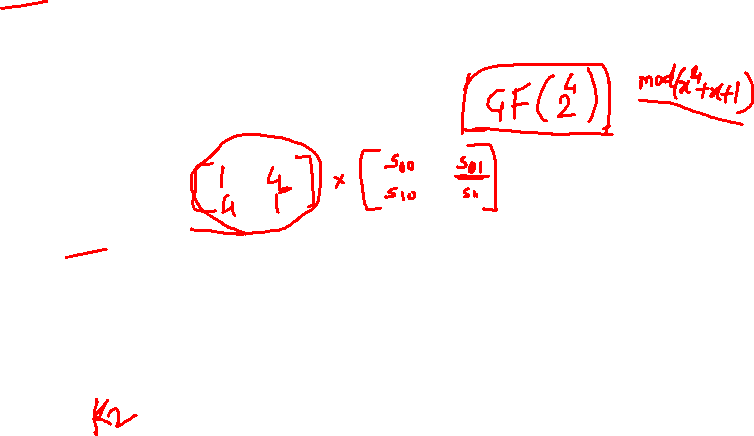 GF(2^4) mod(x^4+x+1)
[1 4 × [s00 s01
4 1] s10 s11]
K2